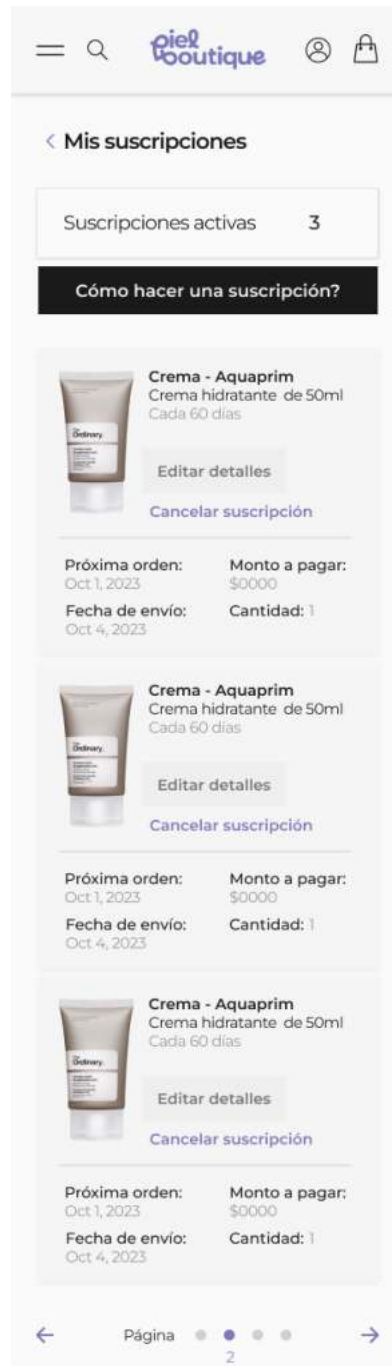 piel
boutique
Mis suscripciones
Suscripciones activas 3
Cómo hacer una suscripción?
Crema - Aquaprim
Crema hidratante de 50ml
Cada 60 días
Ordinary.
Editar detalles
Cancelar suscripción
Próxima orden: Monto a pagar:
Oct 1, 2023 $0000
Fecha de envío: Cantidad: 1
Oct 4, 2023
Crema - Aquaprim
Crema hidratante de 50ml
Cada 60 días
Ordinary.
Editar detalles
Cancelar suscripción
Próxima orden: Monto a pagar:
Oct 1, 2023 $0000
Fecha de envío: Cantidad: 1
Oct 4, 2023
Crema - Aquaprim
Crema hidratante de 50ml
Cada 60 días
Ordinary.
Editar detalles
Cancelar suscripción
Próxima orden: Monto a pagar:
Oct 1, 2023 $0000
Fecha de envío: Cantidad: 1
Oct 4, 2023
Página
2